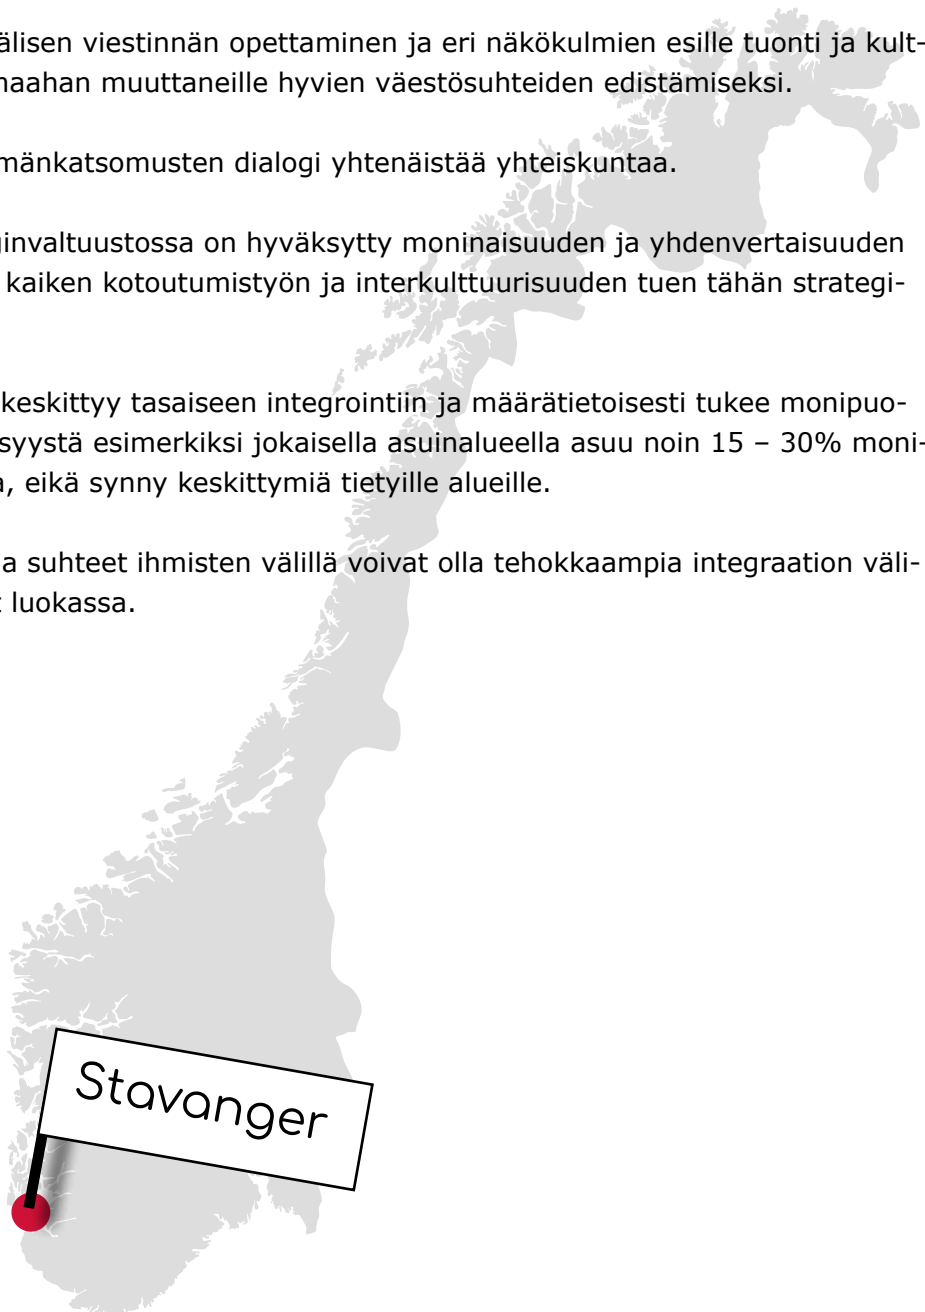 älisen viestinnän opettaminen ja eri näkökulmien esille tuonti ja kult-
maahan muuttaneille hyvien väestösuhteiden edistämiseksi.
mänkatsomusten dialogi yhtenäistää yhteiskuntaa.
ginvaltuustossa on hyväksytty moninaisuuden ja yhdenvertaisuuden
kaiken kotoutumistyön ja interkulttuurisuuden tuen tähän strategi-
keskittyy tasaiseen integrointiin ja määrätietoisesti tukee monipuo-
syystä esimerkiksi jokaisella asuinalueella asuu noin 15 – 30% moni-
a, eikä synny keskittymiä tietyille alueille.
a suhteet ihmisten välillä voivat olla tehokkaampia integraation väli-
t luokassa.
Stavanger